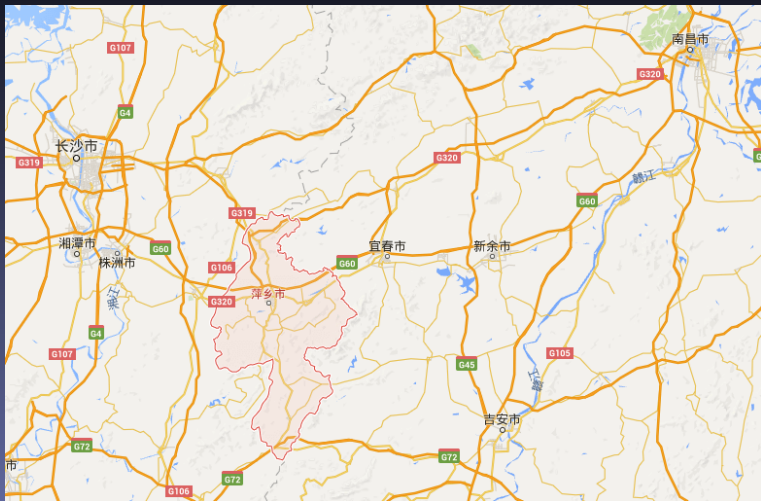 南昌市
G107
G320
G4
长沙市
G319
G320
赣江
G60
G319
湘潭市
株洲市
G60
宜春市
新余市
G60
G106
湘江
G320
萍乡市
G4
G107
G105
G45
赣江
吉安市
G72
G72
市
G72
G106